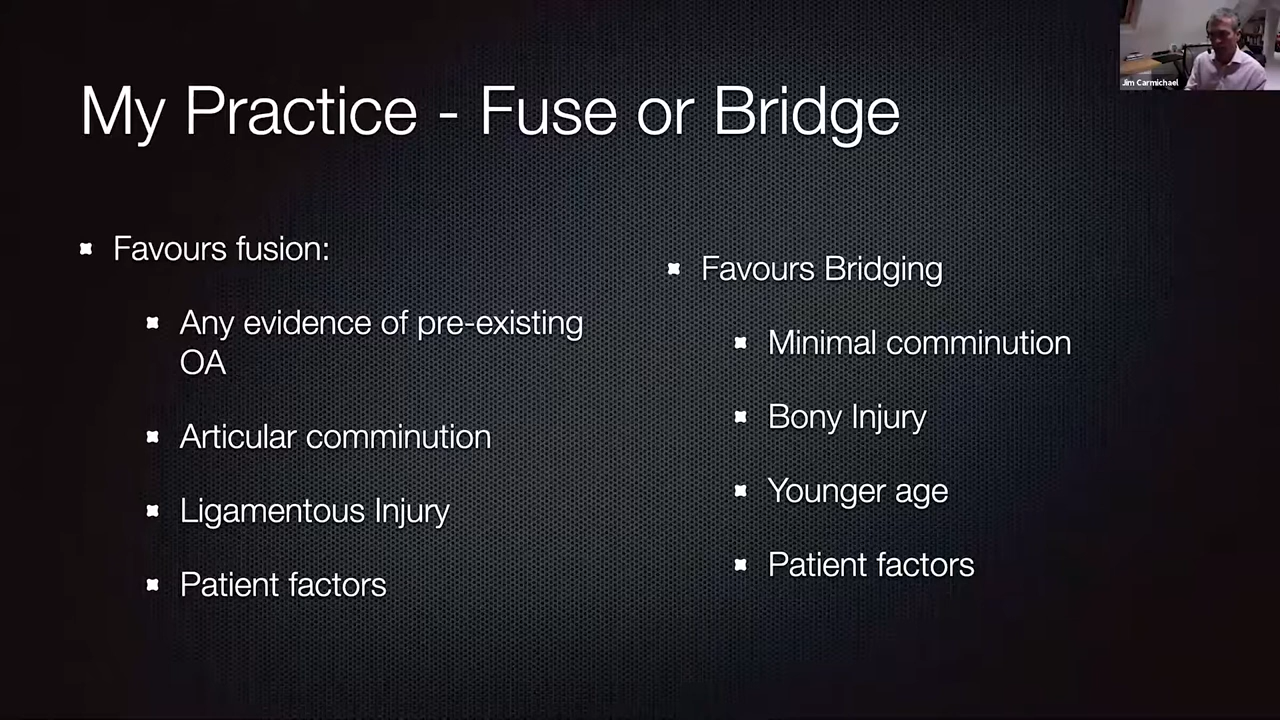 My Practice - Fuse or Bridge
Favours fusion:
Any evidence of pre-existing
OA
Articular comminution
Ligamentous Injury
Patient factors
Favours Bridging
Minimal comminution
Bony Injury
Younger age
Patient factors
Jim Carmichael